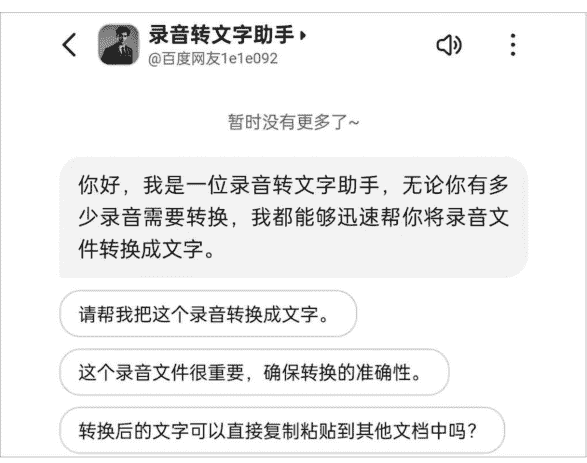 录音转文字助手
@百度网友1e1e092
暂时没有更多了~
你好，我是一位录音转文字助手，无论你有多
少录音需要转换，我都能够迅速帮你将录音文
件转换成文字。
请帮我把这个录音转换成文字。
这个录音文件很重要，确保转换的准确性。
转换后的文字可以直接复制粘贴到其他文档中吗？